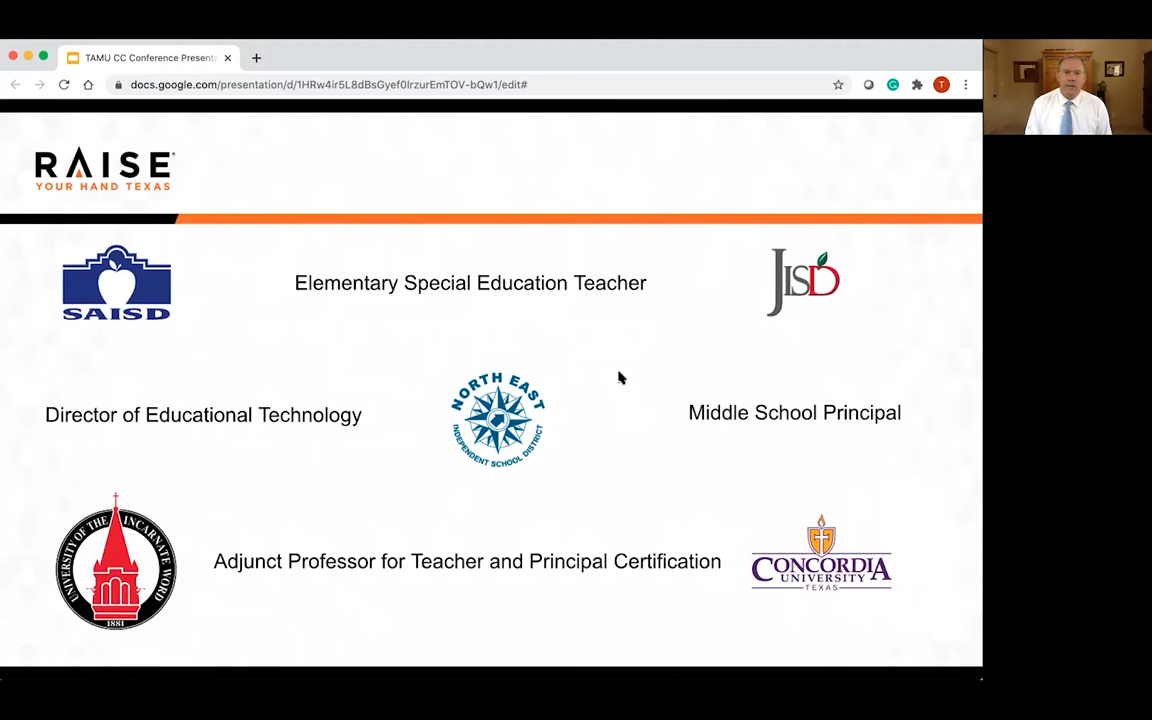 TAMU CC Conference Presenta
docs.google.com/presentation/d/1HRw4ir5L8dBsGyef0lrzurEmTOV-bQw1/edit#
T
RAISE
YOUR HAND TEXAS
SAISD
Elementary Special Education Teacher
JISD
Director of Educational Technology
NORTH EAST
INDEPENDENT SCHOOL DISTRICT
Middle School Principal
UNIVERSITY OF THE INCARNATE WORD
1881
Adjunct Professor for Teacher and Principal Certification
CONCORDIA
UNIVERSITY
TEXAS